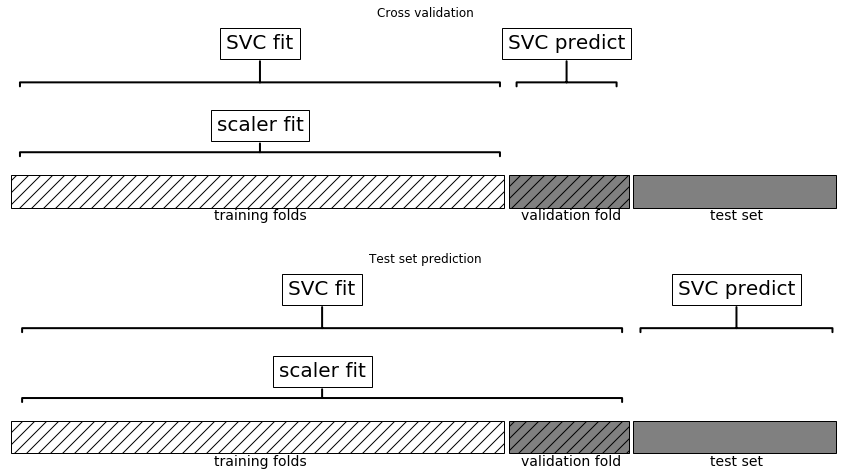 Cross validation
SVC fit
SVC predict
scaler fit
training folds
validation fold
test set
Test set prediction
SVC fit
SVC predict
scaler fit
training folds
validation fold
test set